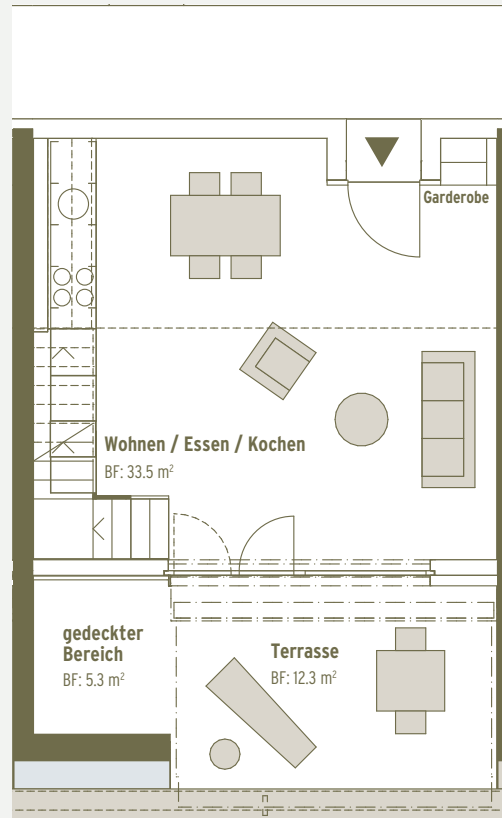 Garderobe
Wohnen / Essen / Kochen
BF: 33.5 m²
gedeckter
Bereich
BF: 5.3 m²
Terrasse
BF: 12.3 m²